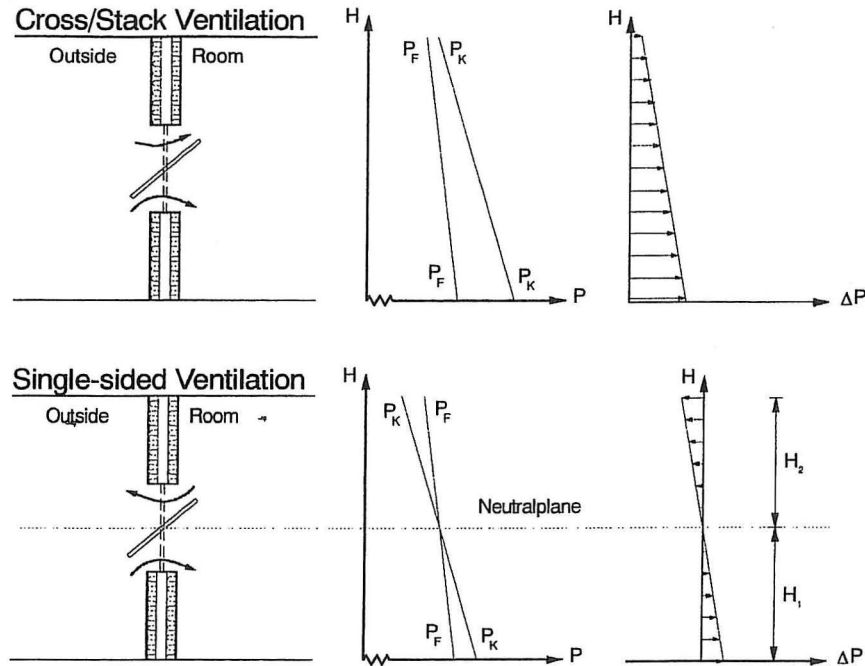 Cross/Stack Ventilation
Outside Room
H
P_F P_K
P_F P_K
P
ΔP
H
Single-sided Ventilation
Outside Room
H
P_K P_F
Neutralplane
P_F P_K
P
H
H_2
H_1
ΔP